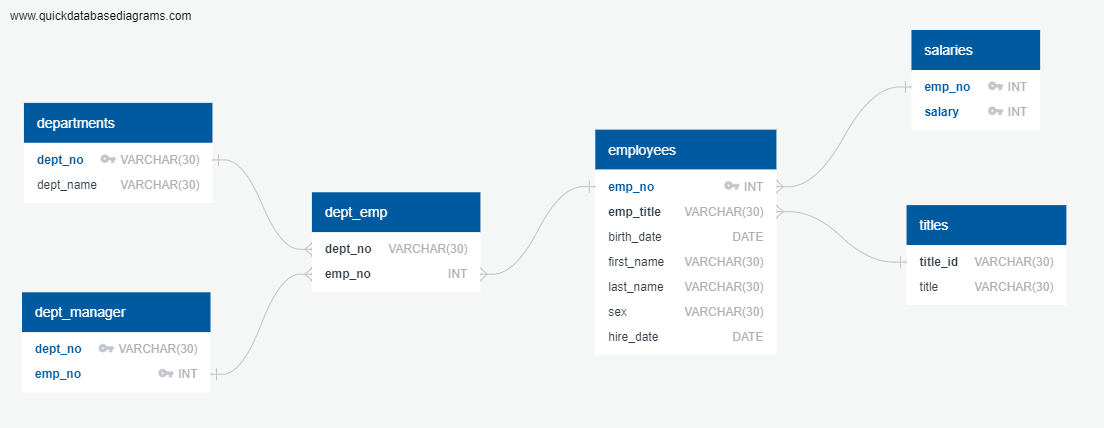 www.quickdatabasediagrams.com
departments
dept_no VARCHAR(30)
dept_name VARCHAR(30)
dept_manager
dept_no VARCHAR(30)
emp_no INT
dept_emp
dept_no VARCHAR(30)
emp_no INT
employees
emp_no INT
emp_title VARCHAR(30)
birth_date DATE
first_name VARCHAR(30)
last_name VARCHAR(30)
sex VARCHAR(30)
hire_date DATE
salaries
emp_no INT
salary INT
titles
title_id VARCHAR(30)
title VARCHAR(30)